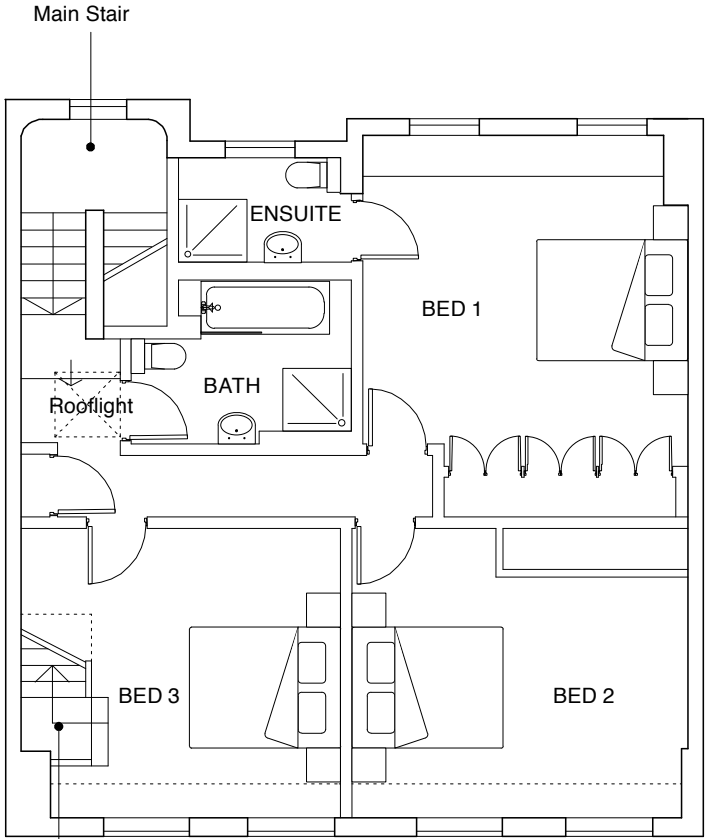 Main Stair
ENSUITE
BED 1
BATH
Rooflight
BED 3
BED 2